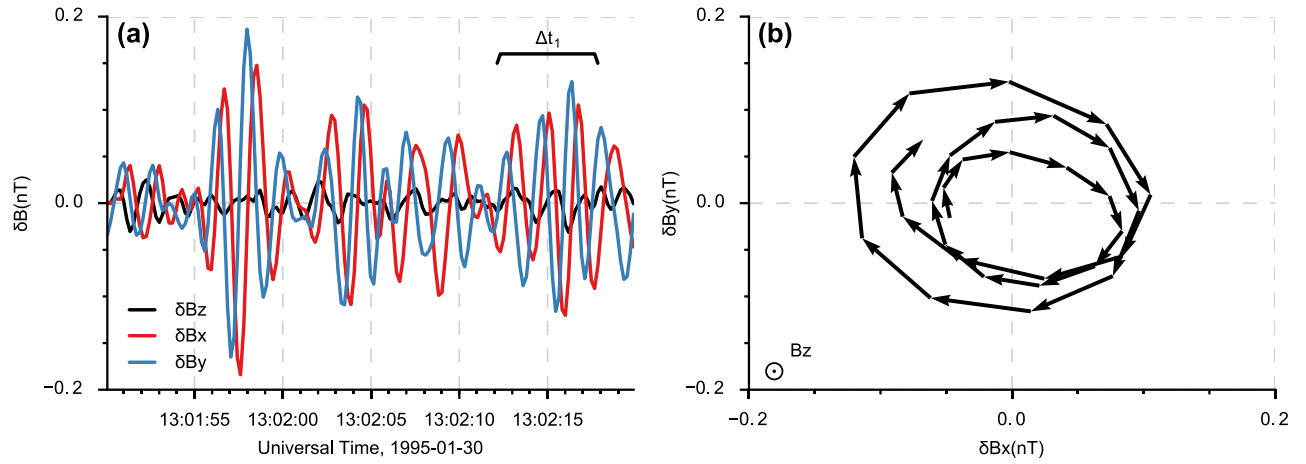 (a)
Δt1
0.2
0.0
−0.2
δB(nT)
δBz
δBx
δBy
13:01:55 13:02:00 13:02:05 13:02:10 13:02:15
Universal Time, 1995-01-30
(b)
0.2
0.0
−0.2
δBy(nT)
Bz
−0.2 0.0 0.2
δBx(nT)